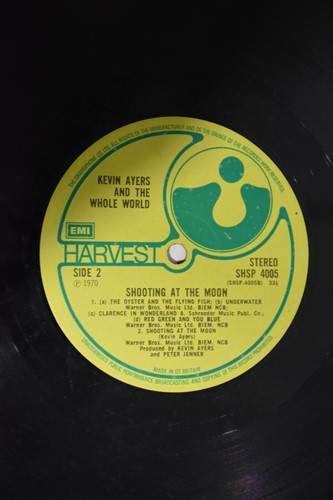 THE GRAMOPHONE CO. LTD. ALL RIGHTS OF THE MANUFACTURER AND OF THE OWNER OF THE RECORDED WORK RESERVED
KEVIN AYERS
AND THE
WHOLE WORLD
EMI
HARVEST
SIDE 2
℗ 1970
STEREO
SHSP 4005
(SHSP.4005B) 33⅓
SHOOTING AT THE MOON
1. (a) THE OYSTER AND THE FLYING FISH; (b) UNDERWATER
Warner Bros. Music Ltd. BIEM. NCB;
(c) CLARENCE IN WONDERLAND & Schroeder Music Publ. Co.;
(d) RED GREEN AND YOU BLUE
Warner Bros. Music Ltd. BIEM. NCB
2. SHOOTING AT THE MOON
(Kevin Ayers)
Warner Bros. Music Ltd. BIEM. NCB
Produced by KEVIN AYERS
and PETER JENNER
MADE IN GT BRITAIN
UNAUTHORISED PUBLIC PERFORMANCE BROADCASTING AND COPYING OF THIS RECORD PROHIBITED